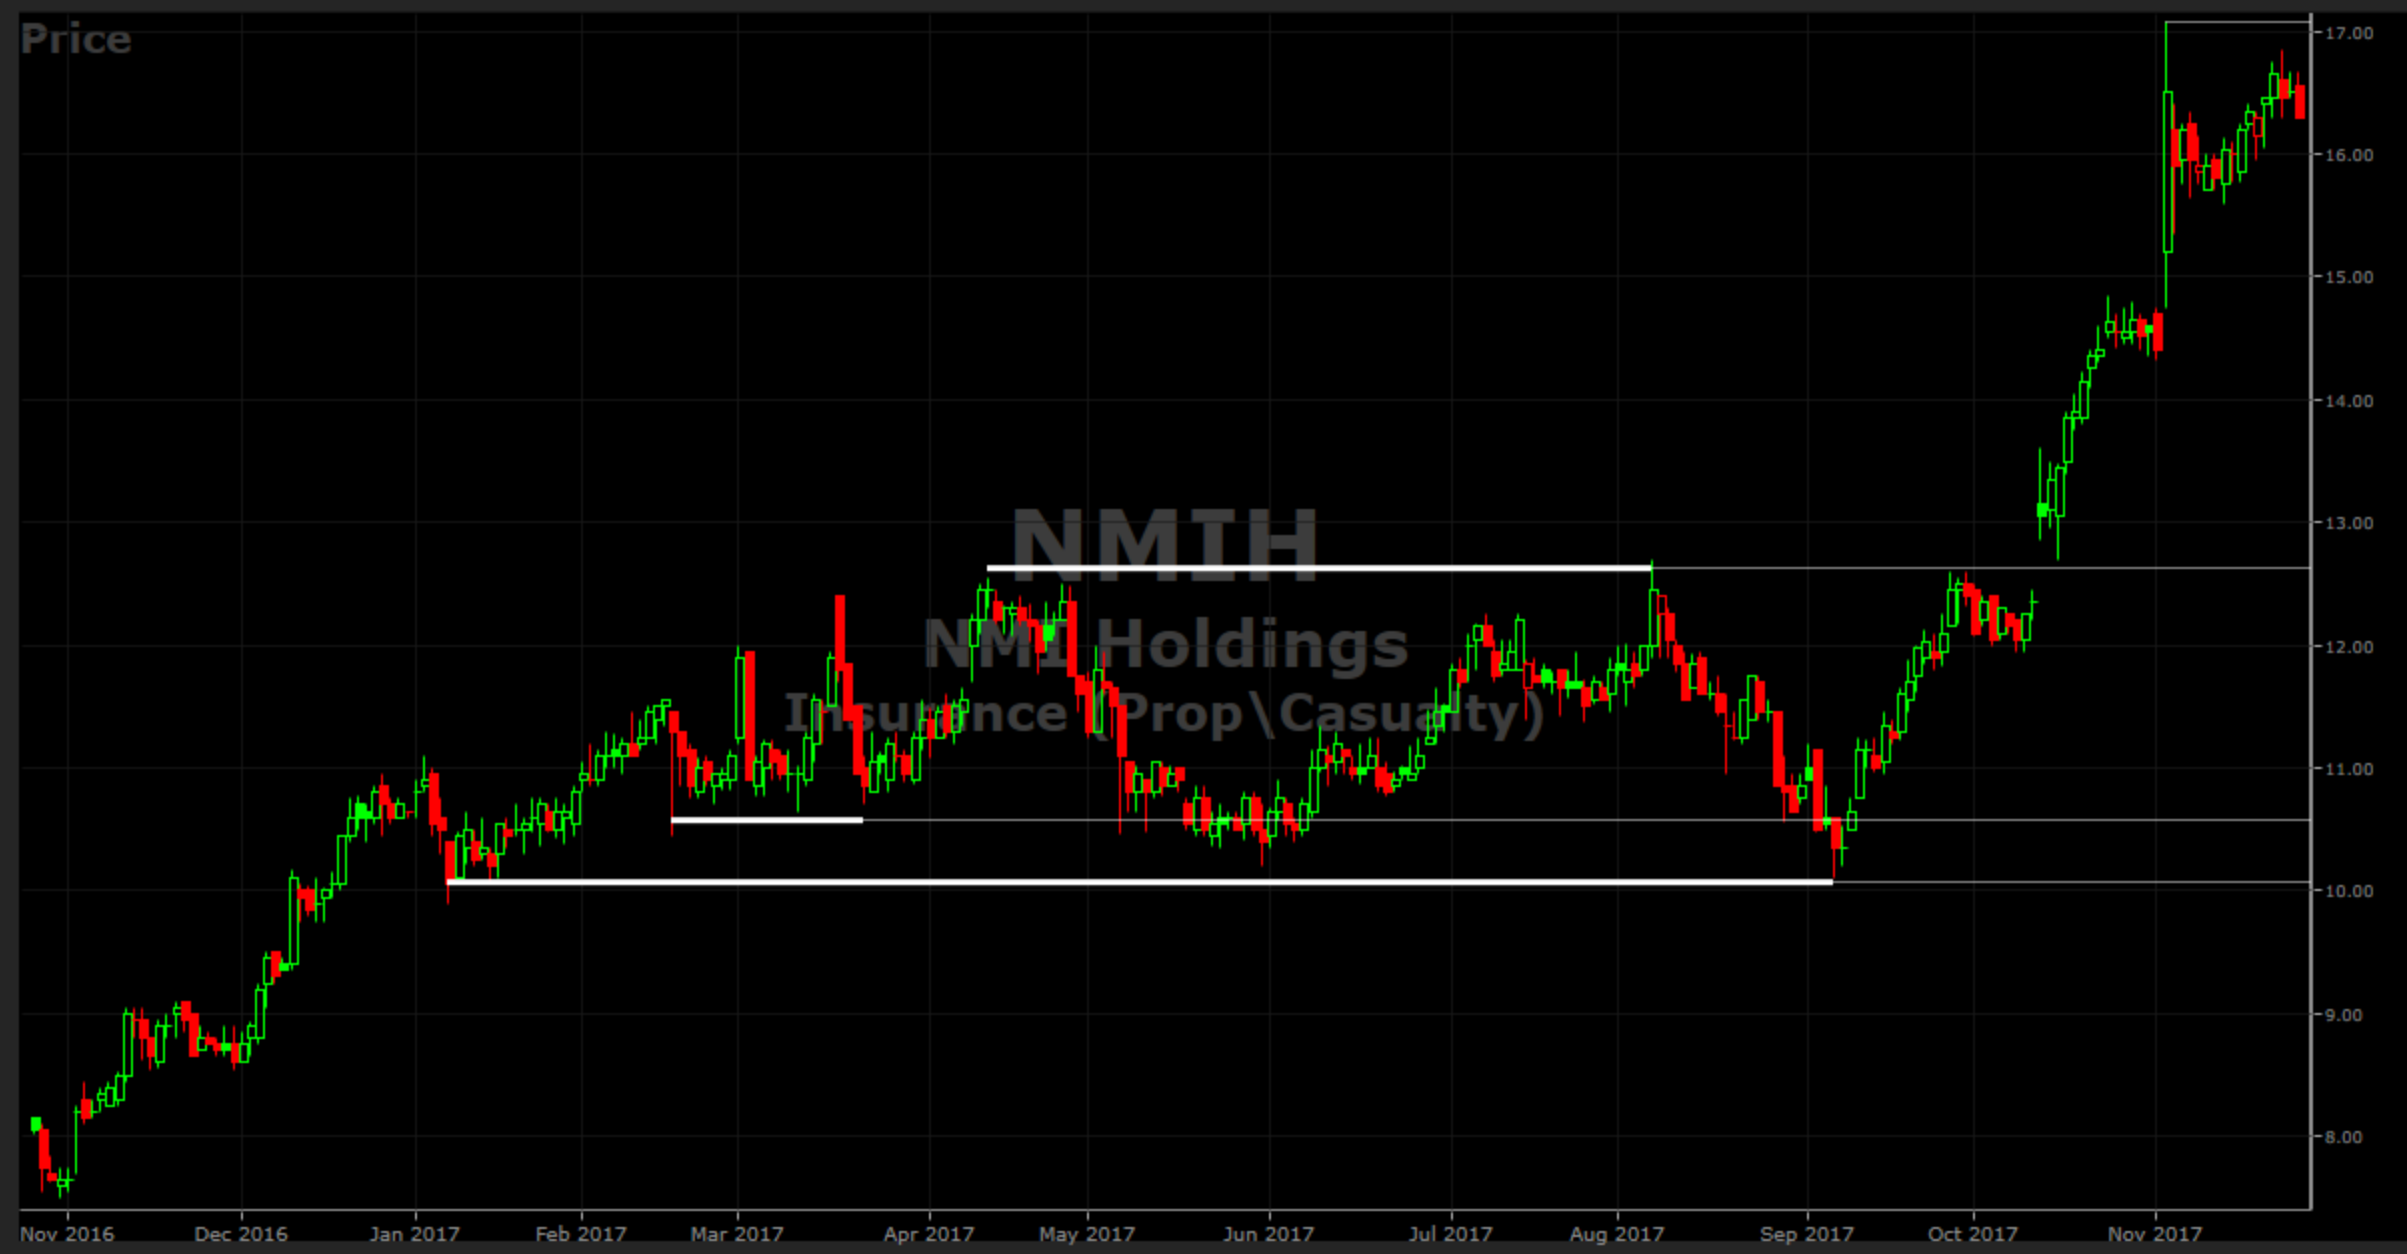 Price
NMIH
NMI Holdings
Insurance (Prop\Casualty)
17.00
16.00
15.00
14.00
13.00
12.00
11.00
10.00
9.00
8.00
Nov 2016 Dec 2016 Jan 2017 Feb 2017 Mar 2017 Apr 2017 May 2017 Jun 2017 Jul 2017 Aug 2017 Sep 2017 Oct 2017 Nov 2017